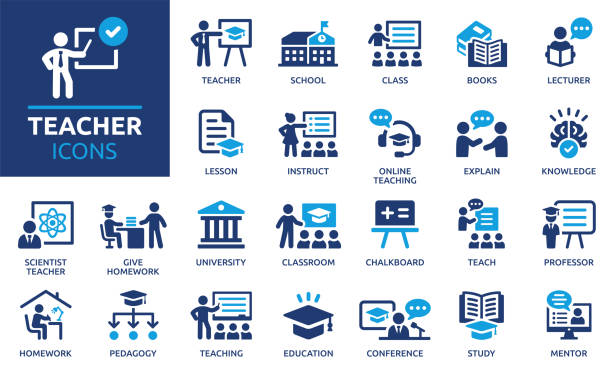 TEACHER
ICONS
TEACHER
SCHOOL
CLASS
BOOKS
LECTURER
LESSON
INSTRUCT
ONLINE
TEACHING
EXPLAIN
KNOWLEDGE
SCIENTIST
TEACHER
GIVE
HOMEWORK
UNIVERSITY
CLASSROOM
CHALKBOARD
TEACH
PROFESSOR
HOMEWORK
PEDAGOGY
TEACHING
EDUCATION
CONFERENCE
STUDY
MENTOR